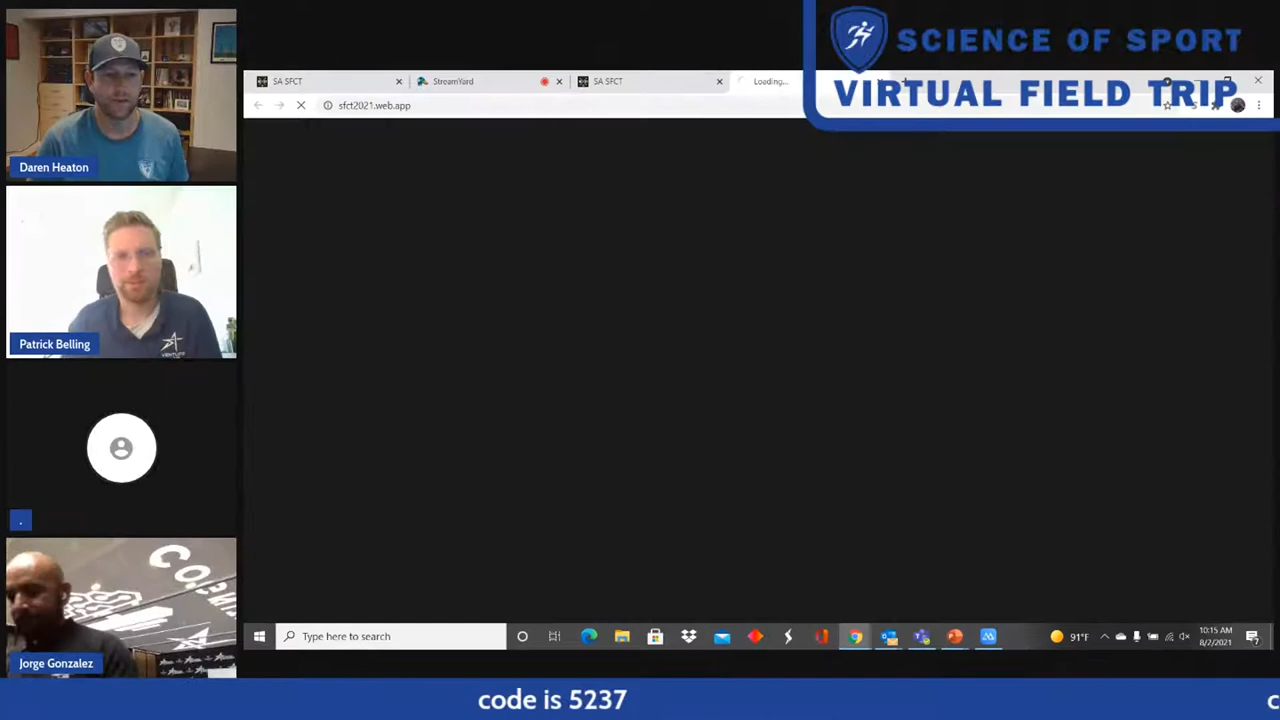 SCIENCE OF SPORT
VIRTUAL FIELD TRIP
SA SFCT
StreamYard
SA SFCT
Loading...
sfct2021.web.app
Daren Heaton
Patrick Belling
.
Jorge Gonzalez
Type here to search
91°F
10:15 AM
8/2/2021
code is 5237
c